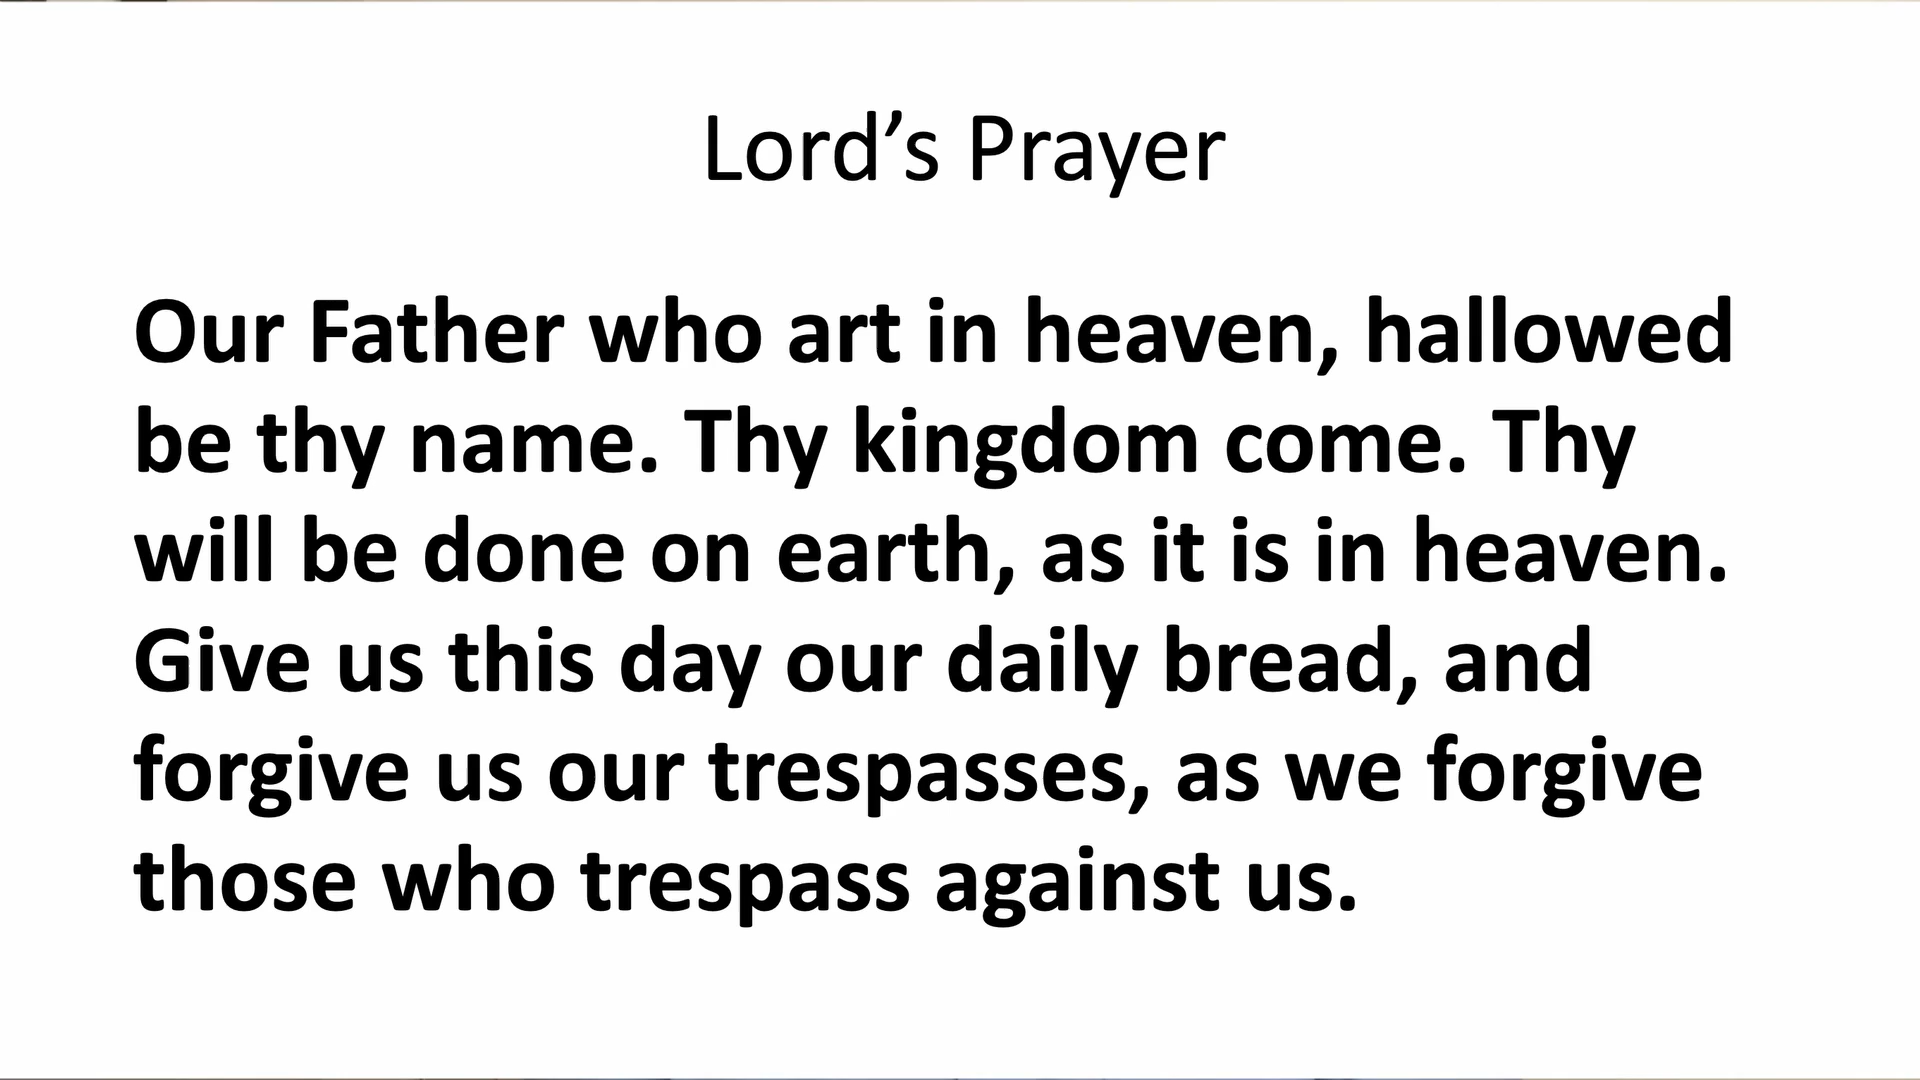 Lord’s Prayer
Our Father who art in heaven, hallowed
be thy name. Thy kingdom come. Thy
will be done on earth, as it is in heaven.
Give us this day our daily bread, and
forgive us our trespasses, as we forgive
those who trespass against us.